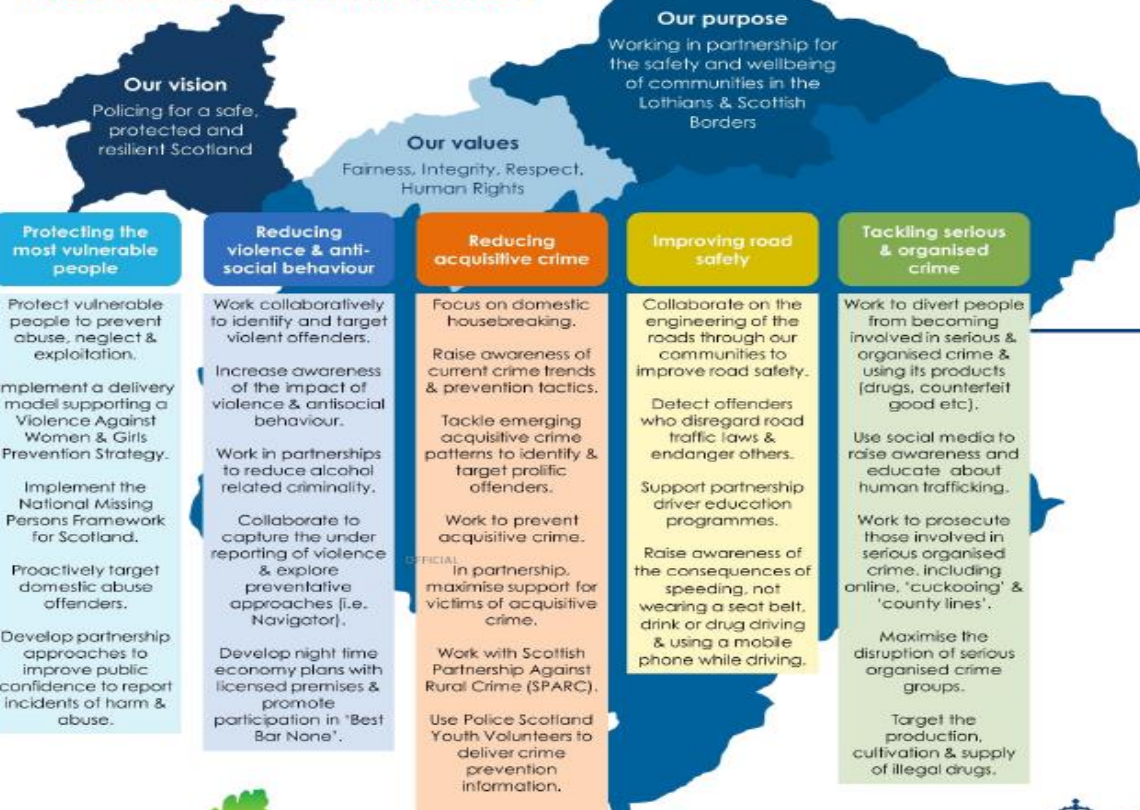 Our vision
Policing for a safe,
protected and
resilient Scotland
Our values
Fairness, Integrity, Respect,
Human Rights
Our purpose
Working in partnership for
the safety and wellbeing
of communities in the
Lothians & Scottish
Borders
Protecting the
most vulnerable
people
Protect vulnerable
people to prevent
abuse, neglect &
exploitation.
mplement a delivery
model supporting a
Violence Against
Women & Girls
Prevention Strategy.
Implement the
National Missing
Persons Framework
for Scotland.
Proactively target
domestic abuse
offenders.
Develop partnership
approaches to
improve public
confidence to report
incidents of harm &
abuse.
Reducing
violence & anti-
social behaviour
Work collaboratively
to identify and target
violent offenders.
Increase awareness
of the impact of
violence & antisocial
behaviour.
Work in partnerships
to reduce alcohol
related criminality.
Collaborate to
capture the under
reporting of violence
& explore
preventative
approaches (i.e.
Navigator).
Develop night time
economy plans with
licensed premises &
promote
participation in 'Best
Bar None'.
Reducing
acquisitive crime
Focus on domestic
housebreaking.
Raise awareness of
current crime trends
& prevention tactics.
Tackle emerging
acquisitive crime
patterns to identify &
target prolific
offenders.
Work to prevent
acquisitive crime.
OFFICIAL
In partnership,
maximise support for
victims of acquisitive
crime.
Work with Scottish
Partnership Against
Rural Crime (SPARC).
Use Police Scotland
Youth Volunteers to
deliver crime
prevention
information.
Improving road
safety
Collaborate on the
engineering of the
roads through our
communities to
improve road safety.
Detect offenders
who disregard road
traffic laws &
endanger others.
Support partnership
driver education
programmes.
Raise awareness of
the consequences of
speeding, not
wearing a seat belt,
drink or drug driving
& using a mobile
phone while driving.
Tackling serious
& organised
crime
Work to divert people
from becoming
involved in serious &
organised crime &
using its products
(drugs, counterfeit
good etc).
Use social media to
raise awareness and
educate about
human trafficking.
Work to prosecute
those involved in
serious organised
crime, including
online, 'cuckooing' &
'county lines'.
Maximise the
disruption of serious
organised crime
groups.
Target the
production,
cultivation & supply
of illegal drugs.